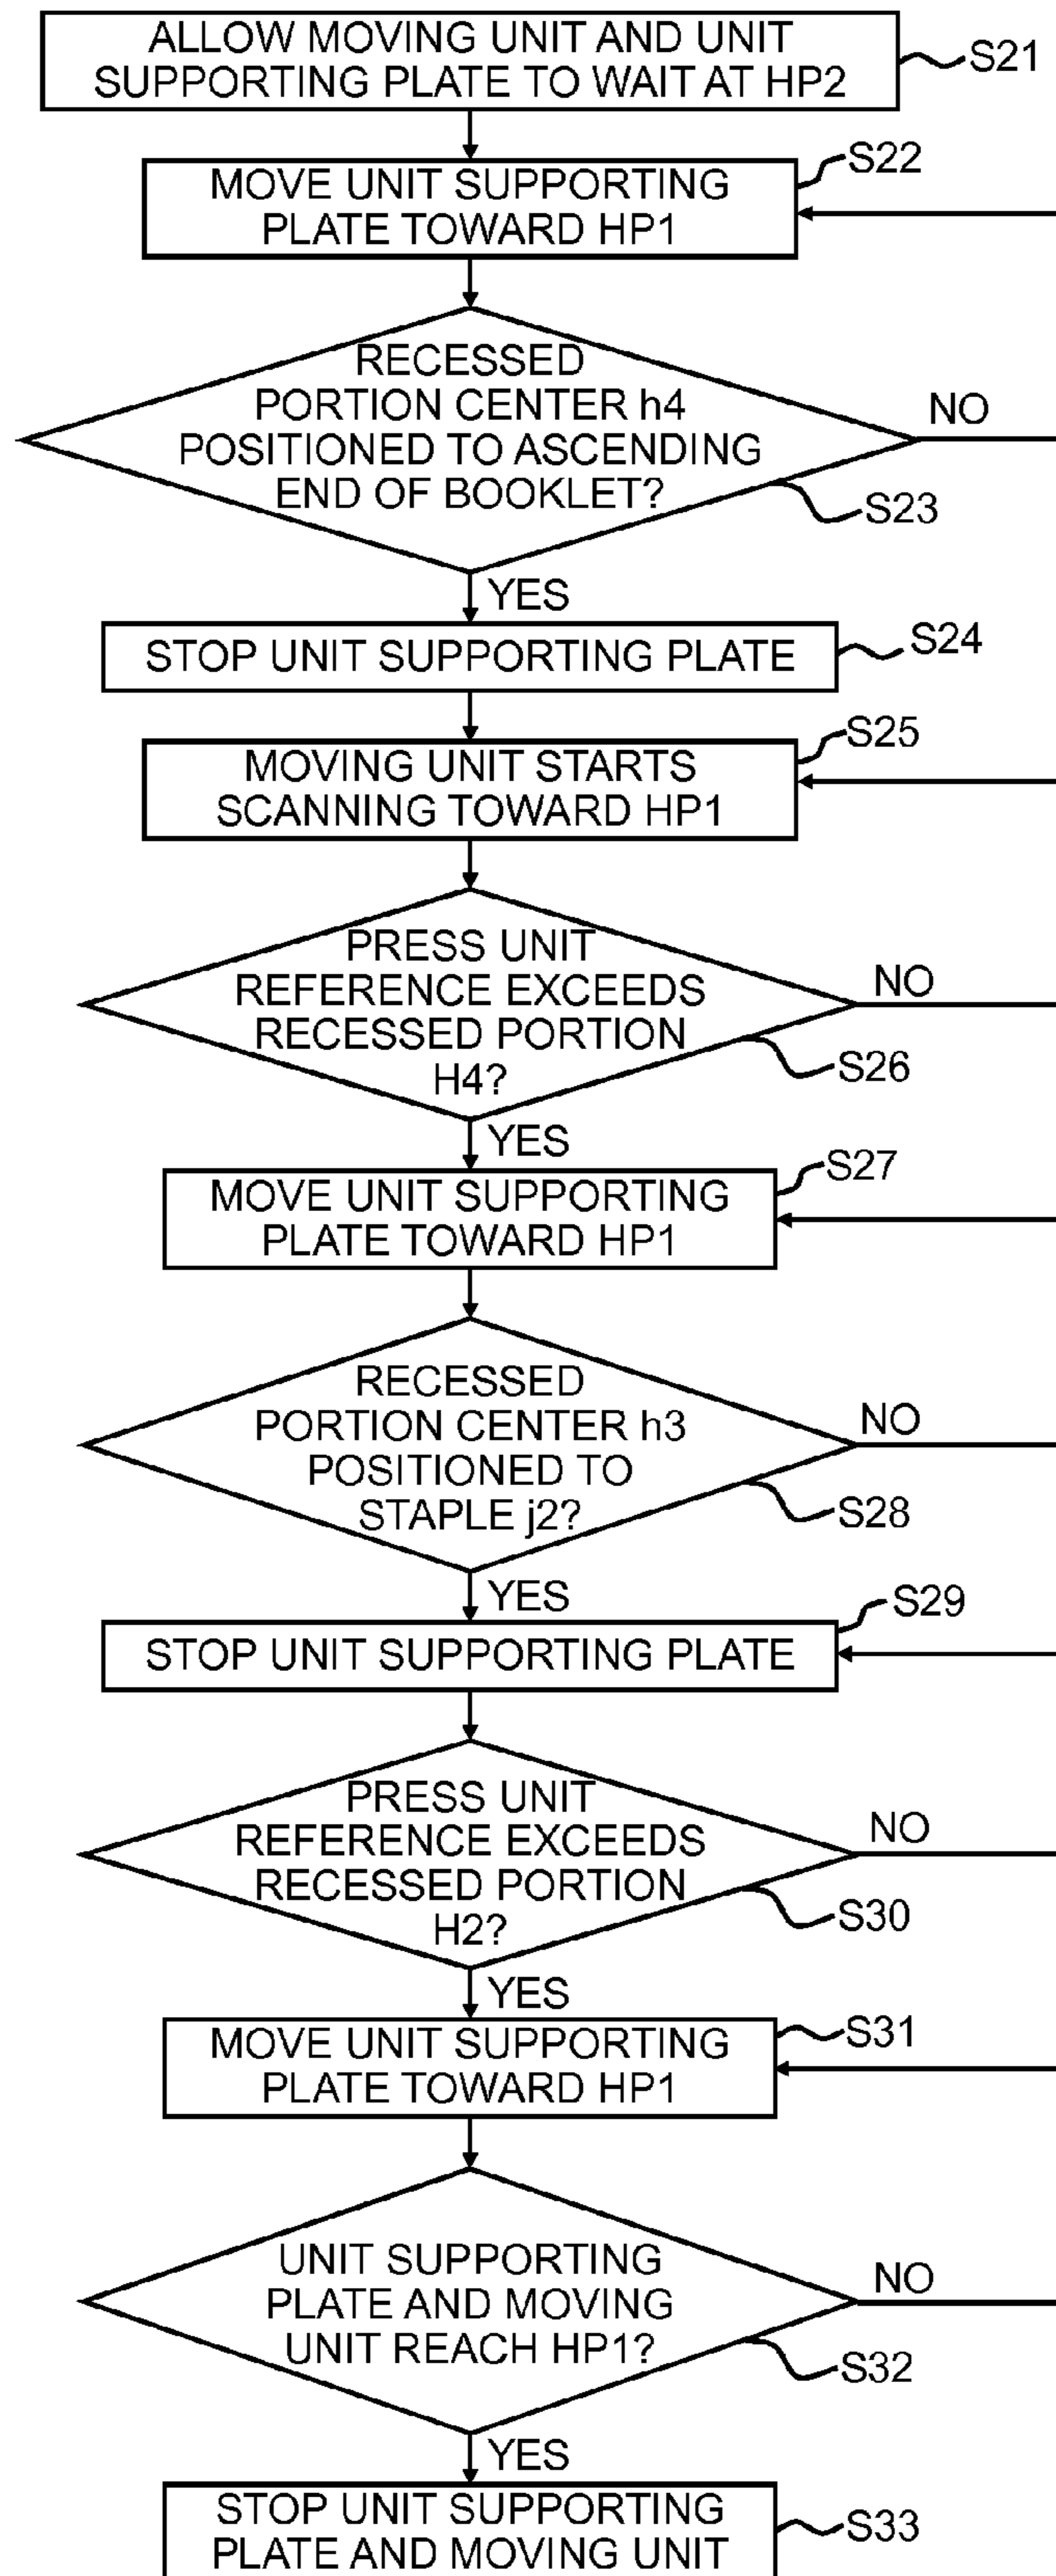 ALLOW MOVING UNIT AND UNIT
SUPPORTING PLATE TO WAIT AT HP2
S21
MOVE UNIT SUPPORTING
PLATE TOWARD HP1
S22
RECESSED
PORTION CENTER h4
POSITIONED TO ASCENDING
END OF BOOKLET?
NO
S23
YES
STOP UNIT SUPPORTING PLATE
S24
MOVING UNIT STARTS
SCANNING TOWARD HP1
S25
PRESS UNIT
REFERENCE EXCEEDS
RECESSED PORTION
H4?
NO
S26
YES
MOVE UNIT SUPPORTING
PLATE TOWARD HP1
S27
RECESSED
PORTION CENTER h3
POSITIONED TO
STAPLE j2?
NO
S28
YES
STOP UNIT SUPPORTING PLATE
S29
PRESS UNIT
REFERENCE EXCEEDS
RECESSED PORTION
H2?
NO
S30
YES
MOVE UNIT SUPPORTING
PLATE TOWARD HP1
S31
UNIT SUPPORTING
PLATE AND MOVING
UNIT REACH HP1?
NO
S32
YES
STOP UNIT SUPPORTING
PLATE AND MOVING UNIT
S33